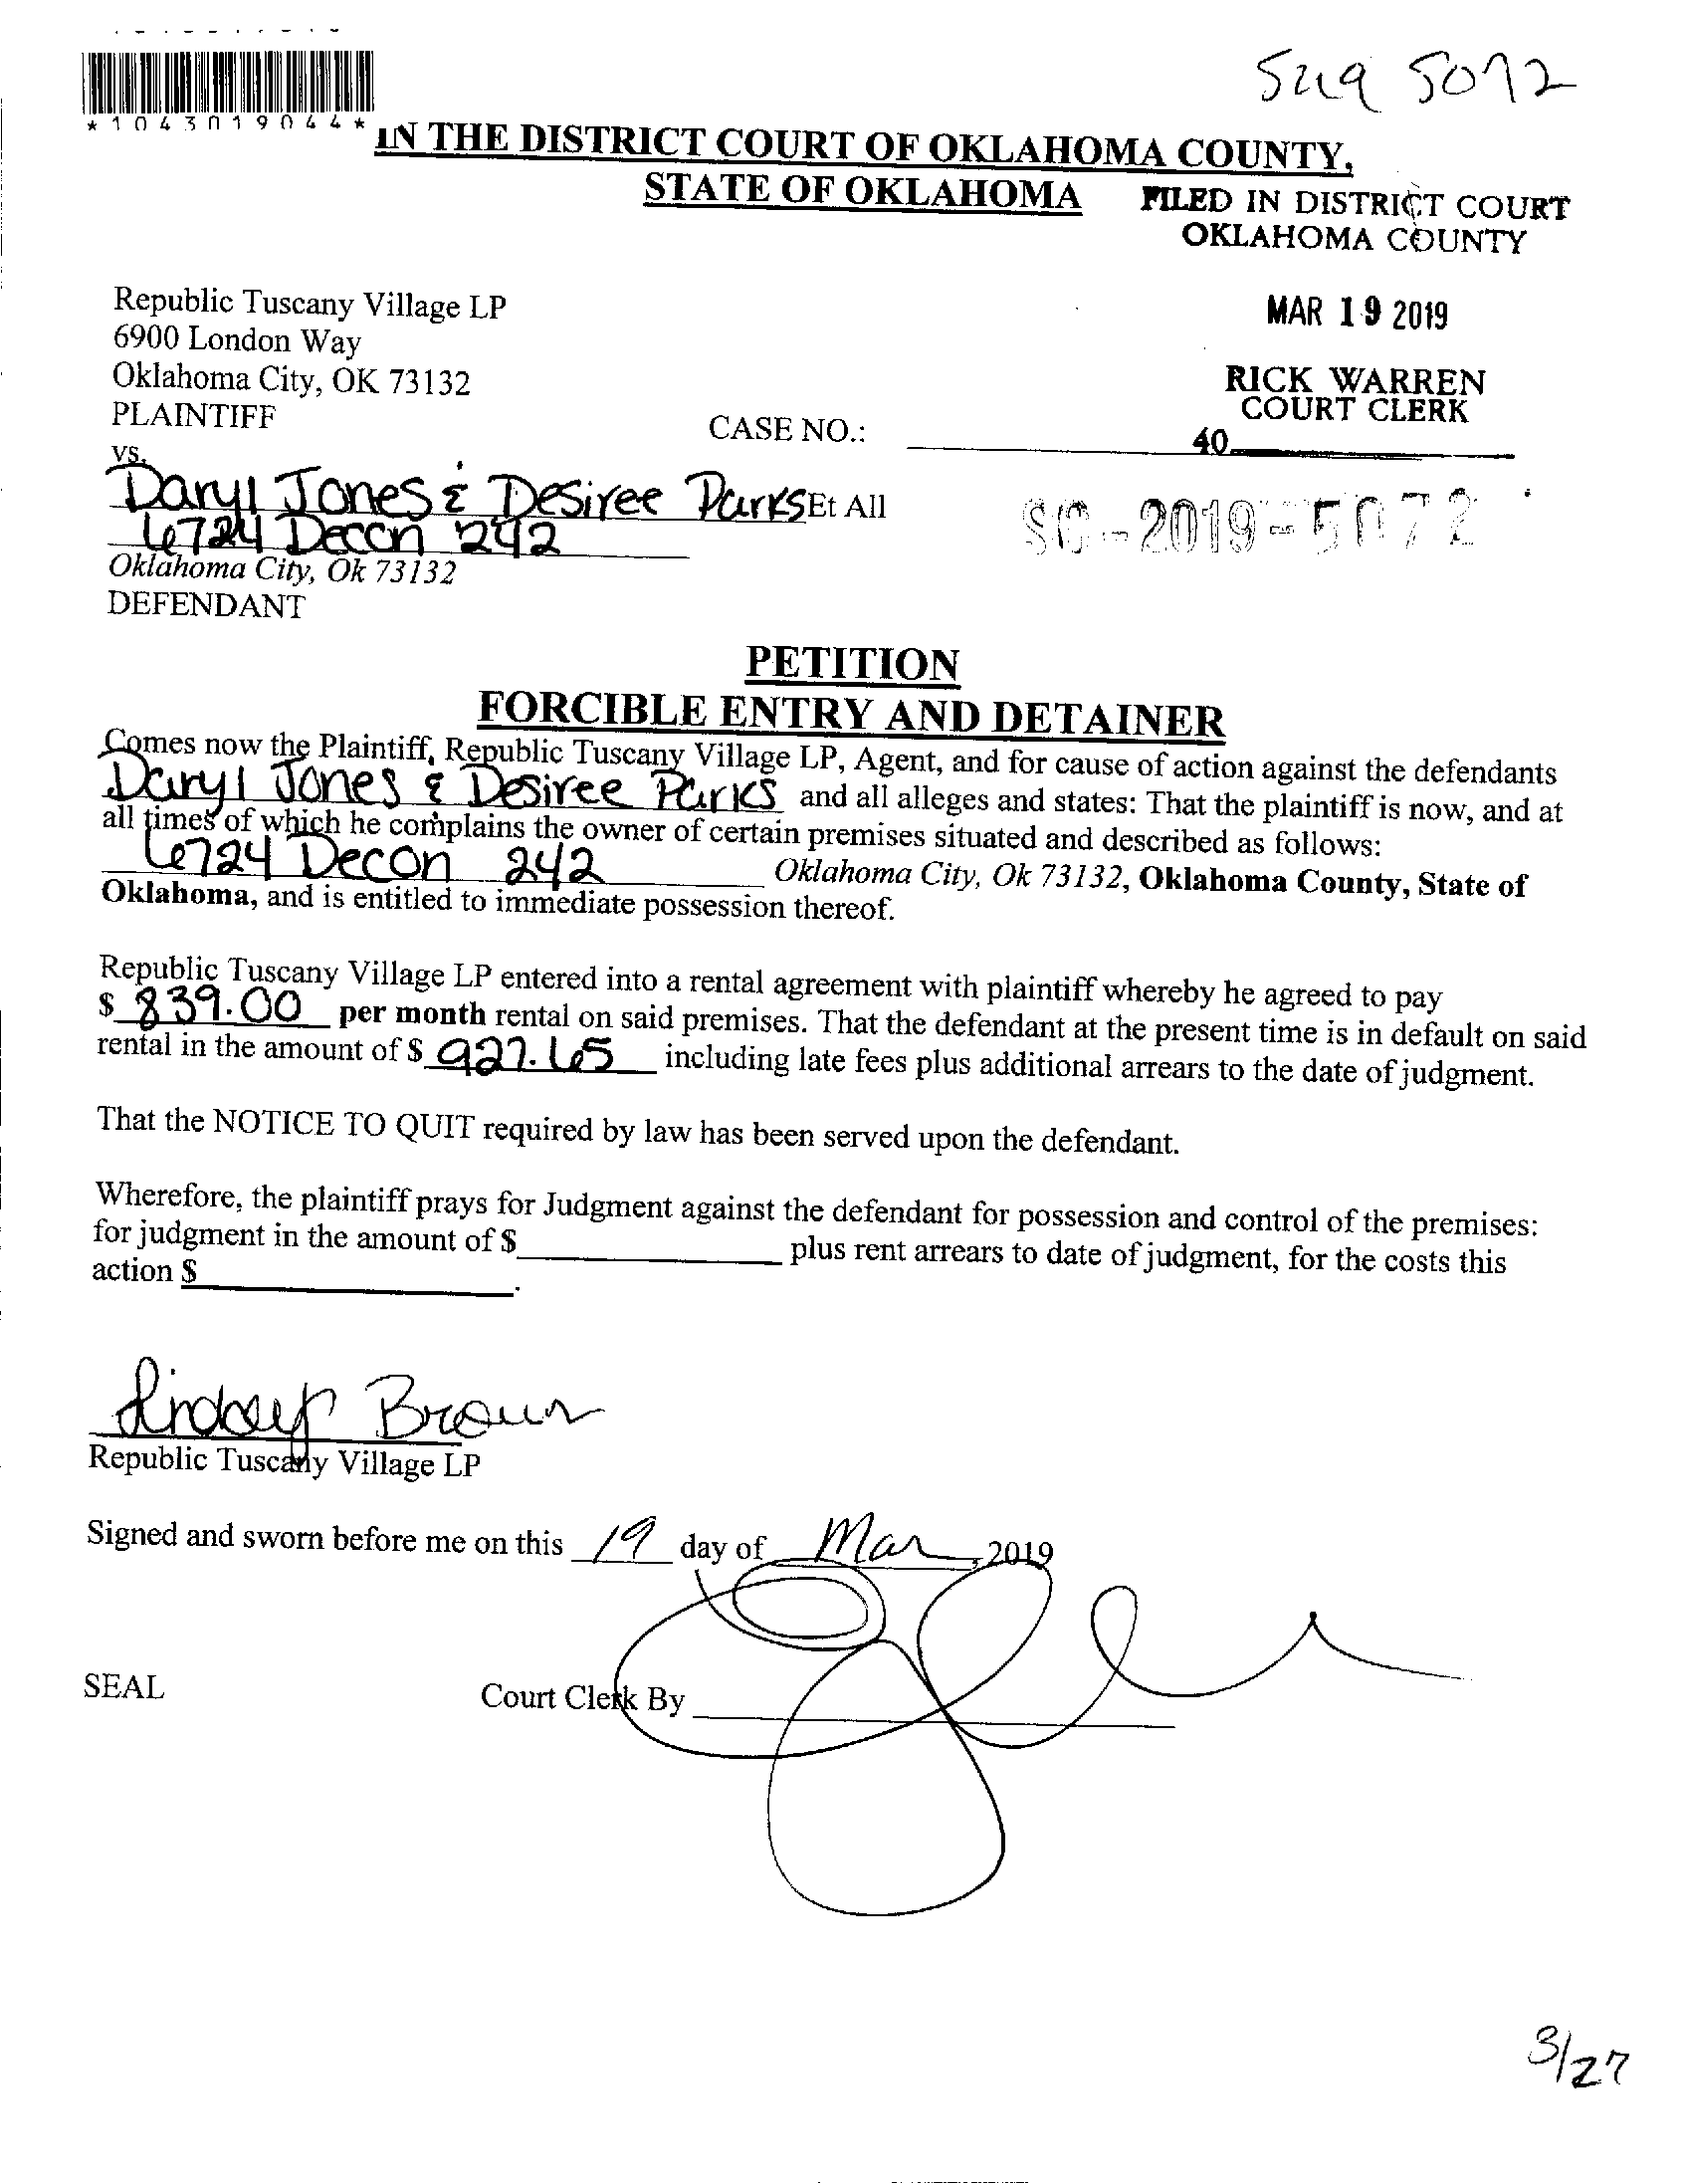 *1043019044*
5072
IN THE DISTRICT COURT OF OKLAHOMA COUNTY,
STATE OF OKLAHOMA
FILED IN DISTRICT COURT
OKLAHOMA COUNTY
MAR 19 2019
RICK WARREN
COURT CLERK
40
Republic Tuscany Village LP
6900 London Way
Oklahoma City, OK 73132
PLAINTIFF
CASE NO.:
vs.
Daryl Jones & Desiree Parks Et All
6724 Decon 242
SC-2019-5072
Oklahoma City, Ok 73132
DEFENDANT
PETITION
FORCIBLE ENTRY AND DETAINER
Comes now the Plaintiff, Republic Tuscany Village LP, Agent, and for cause of action against the defendants
Daryl Jones & Desiree Parks and all alleges and states: That the plaintiff is now, and at
all times of which he complains the owner of certain premises situated and described as follows:
6724 Decon 242 Oklahoma City, Ok 73132, Oklahoma County, State of
Oklahoma, and is entitled to immediate possession thereof.
Republic Tuscany Village LP entered into a rental agreement with plaintiff whereby he agreed to pay
$ 839.00 per month rental on said premises. That the defendant at the present time is in default on said
rental in the amount of $ 927.65 including late fees plus additional arrears to the date of judgment.
That the NOTICE TO QUIT required by law has been served upon the defendant.
Wherefore, the plaintiff prays for Judgment against the defendant for possession and control of the premises:
for judgment in the amount of $ plus rent arrears to date of judgment, for the costs this
action $ .
Lindsey Brown
Republic Tuscany Village LP
Signed and sworn before me on this 19 day of Mar, 2019
SEAL
Court Clerk By
3/27